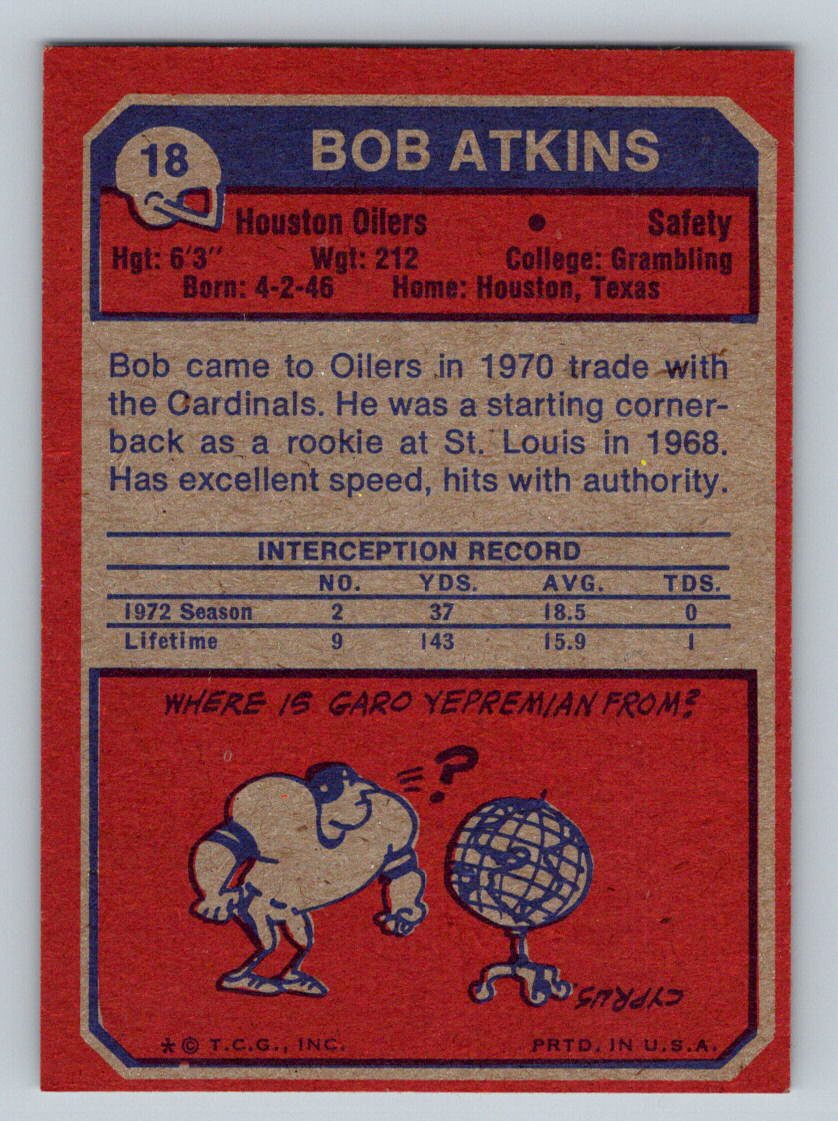 18
BOB ATKINS
Houston Oilers • Safety
Hgt: 6'3" Wgt: 212 College: Grambling
Born: 4-2-46 Home: Houston, Texas
Bob came to Oilers in 1970 trade with
the Cardinals. He was a starting corner-
back as a rookie at St. Louis in 1968.
Has excellent speed, hits with authority.
INTERCEPTION RECORD
NO. YDS. AVG. TDS.
1972 Season 2 37 18.5 0
Lifetime 9 143 15.9 1
WHERE IS GARO YEPREMIAN FROM?
?
CYPRUS.
* © T.C.G., INC. PRTD. IN U.S.A.